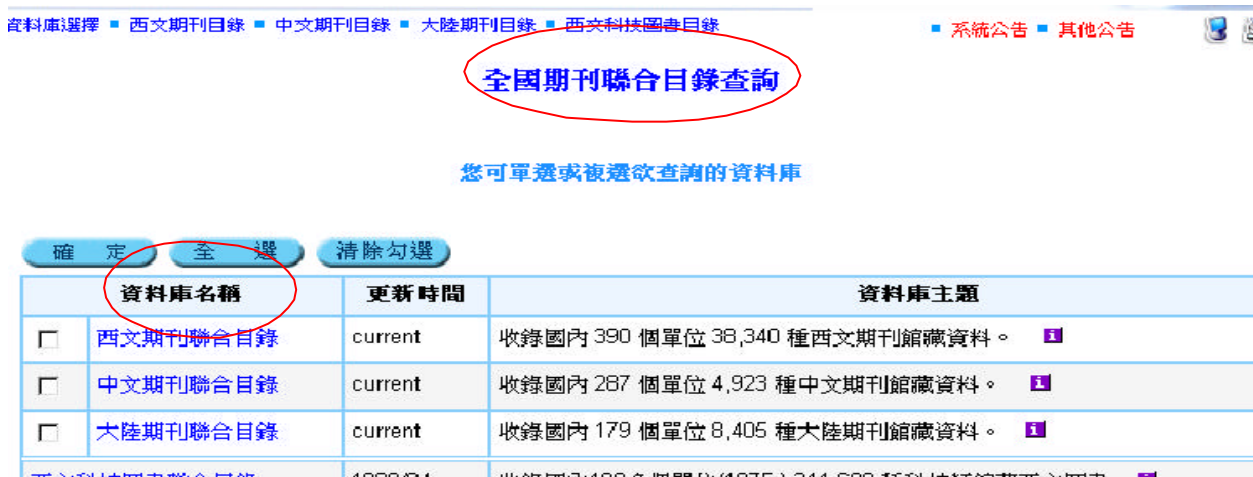 資料庫選擇 ▪ 西文期刊目錄 ▪ 中文期刊目錄 ▪ 大陸期刊目錄 ▪ 西文科技圖書目錄 ▪ 系統公告 ▪ 其他公告
全國期刊聯合目錄查詢
您可單選或複選欲查詢的資料庫
確 定 全 選 清除勾選
資料庫名稱 更新時間 資料庫主題
西文期刊聯合目錄 current 收錄國內 390 個單位 38,340 種西文期刊館藏資料。
中文期刊聯合目錄 current 收錄國內 287 個單位 4,923 種中文期刊館藏資料。
大陸期刊聯合目錄 current 收錄國內 179 個單位 8,405 種大陸期刊館藏資料。